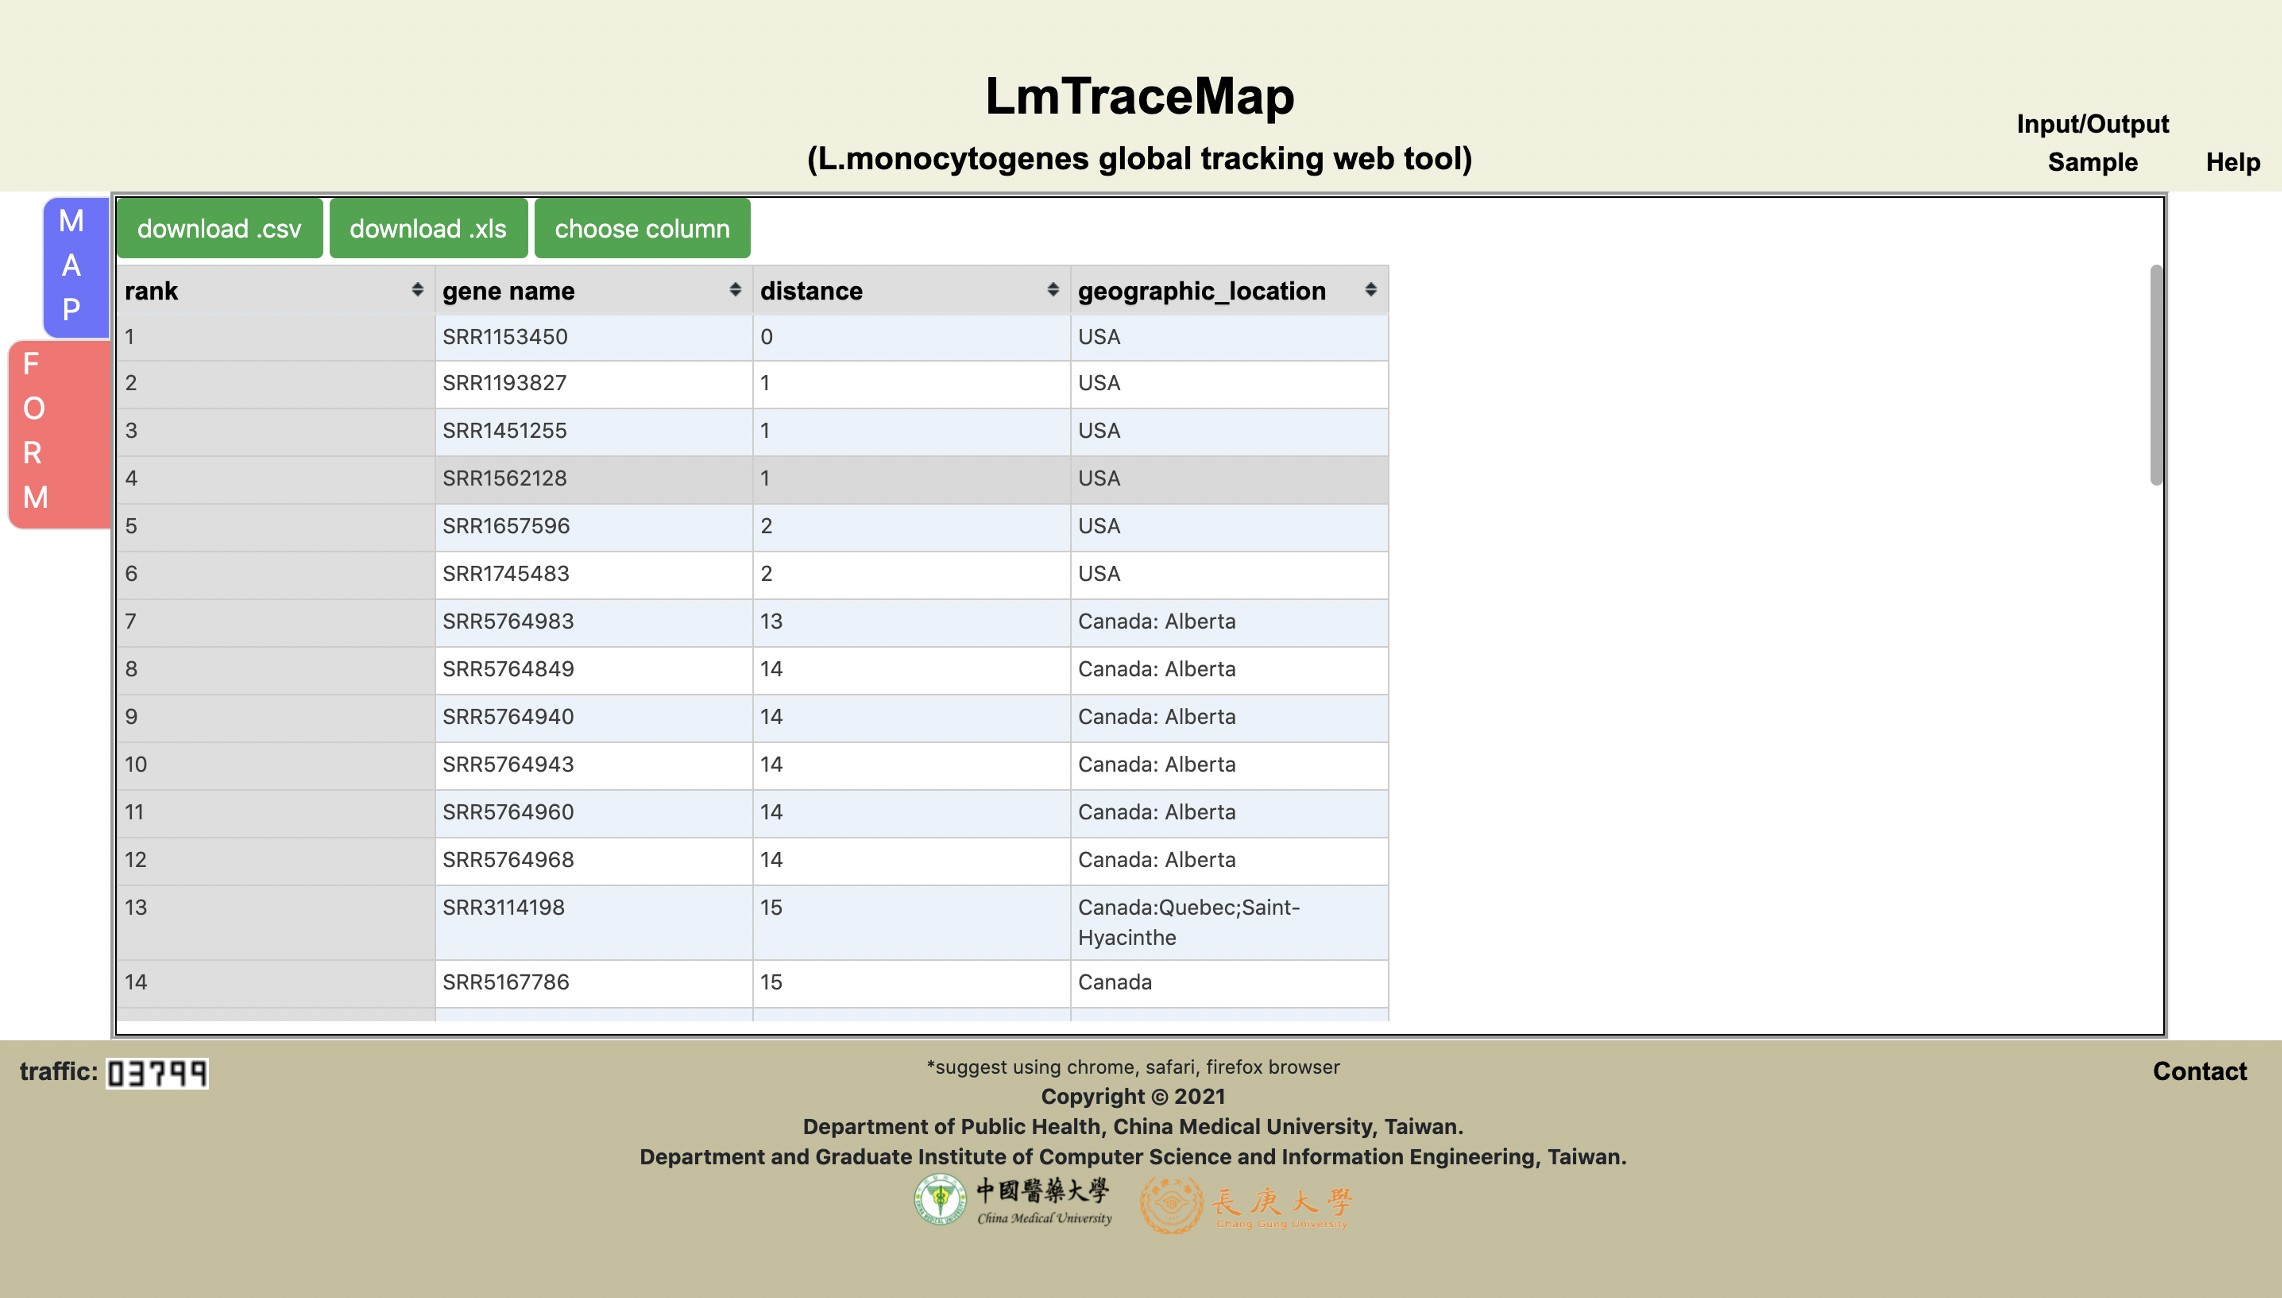 LmTraceMap
(L.monocytogenes global tracking web tool)
Input/Output
Sample
Help
MAP
FORM
download .csv download .xls choose column
rank gene name distance geographic_location
1 SRR1153450 0 USA
2 SRR1193827 1 USA
3 SRR1451255 1 USA
4 SRR1562128 1 USA
5 SRR1657596 2 USA
6 SRR1745483 2 USA
7 SRR5764983 13 Canada: Alberta
8 SRR5764849 14 Canada: Alberta
9 SRR5764940 14 Canada: Alberta
10 SRR5764943 14 Canada: Alberta
11 SRR5764960 14 Canada: Alberta
12 SRR5764968 14 Canada: Alberta
13 SRR3114198 15 Canada:Quebec;Saint-
Hyacinthe
14 SRR5167786 15 Canada
traffic: 03799
*suggest using chrome, safari, firefox browser
Contact
Copyright © 2021
Department of Public Health, China Medical University, Taiwan.
Department and Graduate Institute of Computer Science and Information Engineering, Taiwan.
中國醫藥大學
China Medical University
長庚大學
Chang Gung University